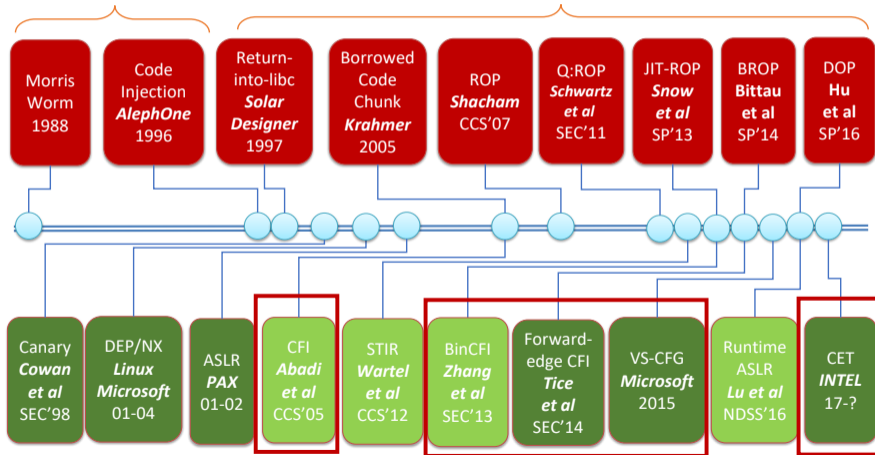 Morris
Worm
1988
Code
Injection
AlephOne
1996
Return-
into-libc
Solar
Designer
1997
Borrowed
Code
Chunk
Krahmer
2005
ROP
Shacham
CCS’07
Q:ROP
Schwartz
et al
SEC’11
JIT-ROP
Snow
et al
SP’13
BROP
Bittau
et al
SP’14
DOP
Hu
et al
SP’16
Canary
Cowan
et al
SEC’98
DEP/NX
Linux
Microsoft
01-04
ASLR
PAX
01-02
CFI
Abadi
et al
CCS’05
STIR
Wartel
et al
CCS’12
BinCFI
Zhang
et al
SEC’13
Forward-
edge CFI
Tice
et al
SEC’14
VS-CFG
Microsoft
2015
Runtime
ASLR
Lu et al
NDSS’16
CET
INTEL
17-?